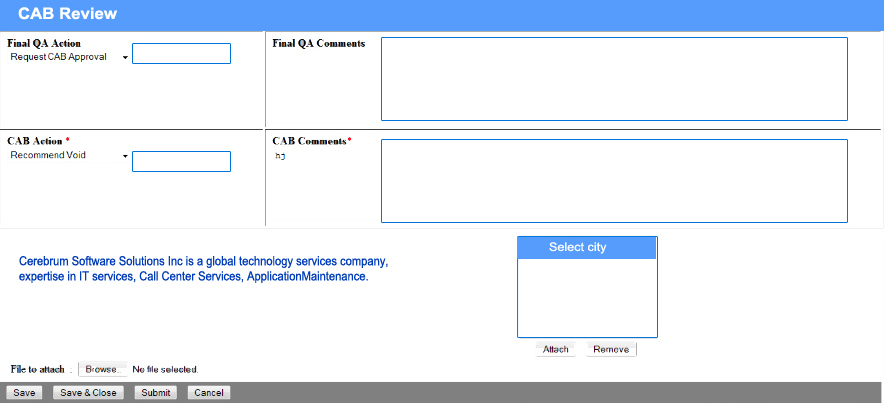 CAB Review
Final QA Action
Request CAB Approval
Final QA Comments
CAB Action *
Recommend Void
CAB Comments*
hj
Cerebrum Software Solutions Inc is a global technology services company,
expertise in IT services, Call Center Services, ApplicationMaintenance.
Select city
Attach Remove
File to attach : Browse.. No file selected.
Save Save & Close Submit Cancel